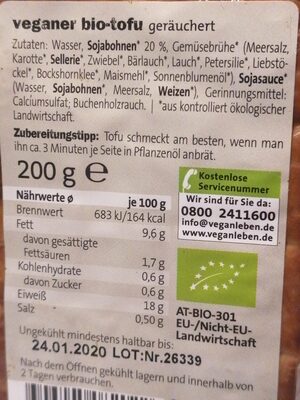 veganer bio-tofu geräuchert
Zutaten: Wasser, Sojabohnen* 20 %, Gemüsebrühe* (Meersalz,
Karotte*, Sellerie*, Zwiebel*, Bärlauch*, Lauch*, Petersilie*, Liebstö-
ckel*, Bockshornklee*, Maismehl*, Sonnenblumenöl*), Sojasauce*
(Wasser, Sojabohnen*, Meersalz, Weizen*), Gerinnungsmittel:
Calciumsulfat; Buchenholzrauch. | *aus kontrolliert ökologischer
Landwirtschaft.
Zubereitungstipp: Tofu schmeckt am besten, wenn man
ihn ca. 3 Minuten je Seite in Pflanzenöl anbrät.
200 g ℮
Nährwerte ø je 100 g
Brennwert 683 kJ/164 kcal
Fett 9,6 g
davon gesättigte
Fettsäuren 1,7 g
Kohlenhydrate 0,6 g
davon Zucker 0,6 g
Eiweiß 18 g
Salz 0,50 g
Kostenlose
Servicenummer
Wir sind für Sie da:
0800 2411600
info@veganleben.de
www.veganleben.de
AT-BIO-301
EU-/Nicht-EU-
Landwirtschaft
Ungekühlt mindestens haltbar bis:
24.01.2020 LOT:Nr.26339
Nach dem Öffnen gekühlt lagern und innerhalb von
2 Tagen verbrauchen.